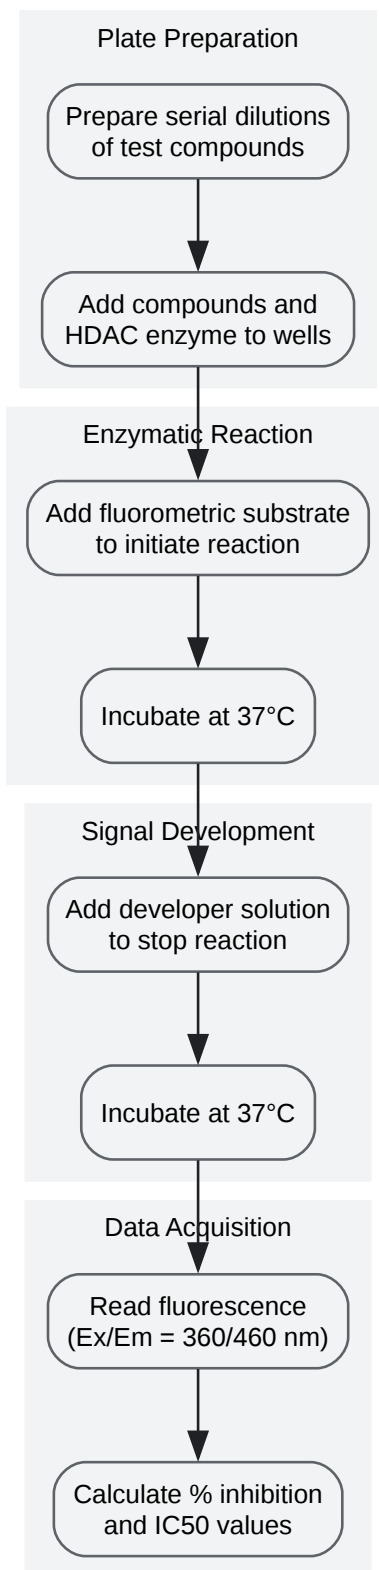 Plate Preparation
Prepare serial dilutions
of test compounds
Add compounds and
HDAC enzyme to wells
Enzymatic Reaction
Add fluorometric substrate
to initiate reaction
Incubate at 37°C
Signal Development
Add developer solution
to stop reaction
Incubate at 37°C
Data Acquisition
Read fluorescence
(Ex/Em = 360/460 nm)
Calculate % inhibition
and IC50 values